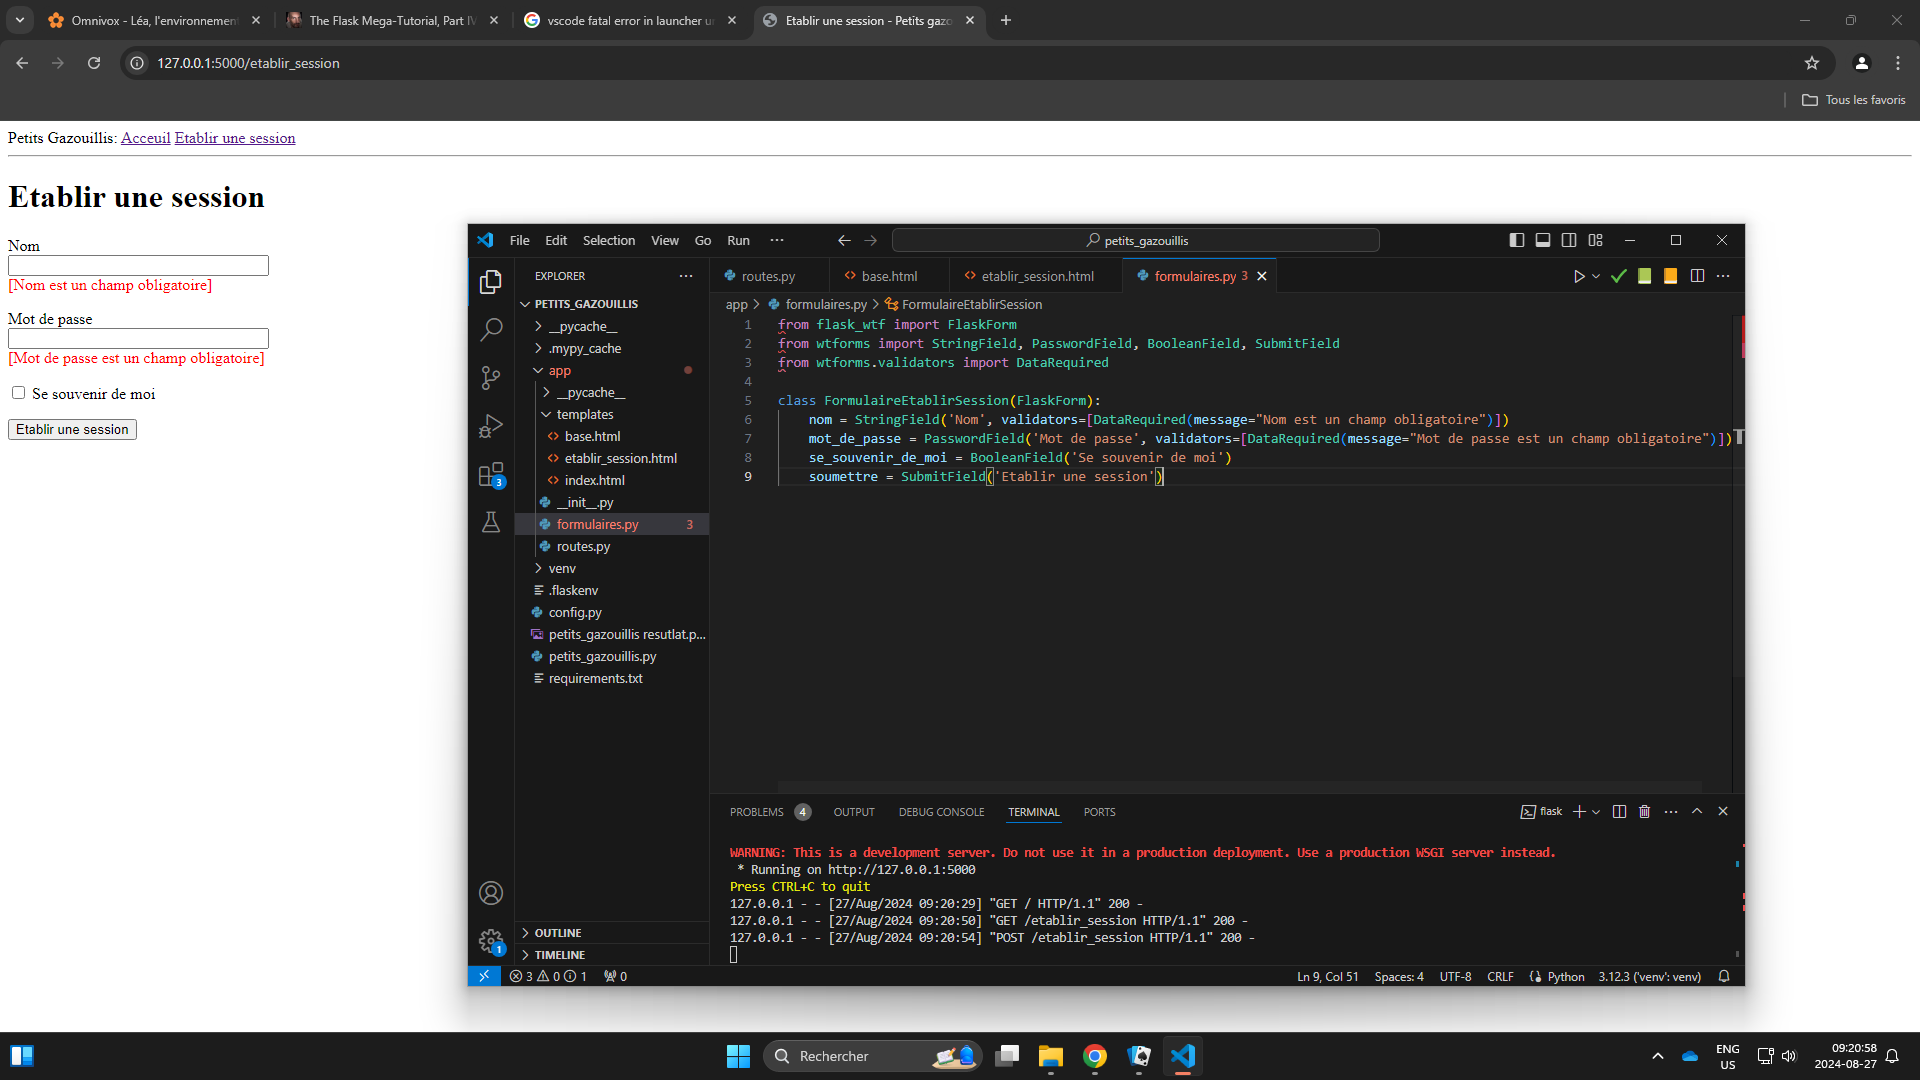 Omnivox - Léa, l'environnement
The Flask Mega-Tutorial, Part IV
vscode fatal error in launcher u
Etablir une session - Petits gazo
127.0.0.1:5000/etablir_session
Tous les favoris
Petits Gazouillis: Acceuil Etablir une session
Etablir une session
Nom
[Nom est un champ obligatoire]
Mot de passe
[Mot de passe est un champ obligatoire]
Se souvenir de moi
Etablir une session
File Edit Selection View Go Run ···
petits_gazouillis
EXPLORER
PETITS_GAZOUILLIS
__pycache__
.mypy_cache
app
__pycache__
templates
base.html
etablir_session.html
index.html
__init__.py
formulaires.py 3
routes.py
venv
.flaskenv
config.py
petits_gazouillis resutlat.p...
petits_gazouillis.py
requirements.txt
OUTLINE
TIMELINE
3
1
routes.py
base.html
etablir_session.html
formulaires.py 3
app > formulaires.py > FormulaireEtablirSession
1 from flask_wtf import FlaskForm
2 from wtforms import StringField, PasswordField, BooleanField, SubmitField
3 from wtforms.validators import DataRequired
4
5 class FormulaireEtablirSession(FlaskForm):
6 nom = StringField('Nom', validators=[DataRequired(message="Nom est un champ obligatoire")])
7 mot_de_passe = PasswordField('Mot de passe', validators=[DataRequired(message="Mot de passe est un champ obligatoire")])
8 se_souvenir_de_moi = BooleanField('Se souvenir de moi')
9 soumettre = SubmitField('Etablir une session')
PROBLEMS 4 OUTPUT DEBUG CONSOLE TERMINAL PORTS
flask
WARNING: This is a development server. Do not use it in a production deployment. Use a production WSGI server instead.
* Running on http://127.0.0.1:5000
Press CTRL+C to quit
127.0.0.1 - - [27/Aug/2024 09:20:29] "GET / HTTP/1.1" 200 -
127.0.0.1 - - [27/Aug/2024 09:20:50] "GET /etablir_session HTTP/1.1" 200 -
127.0.0.1 - - [27/Aug/2024 09:20:54] "POST /etablir_session HTTP/1.1" 200 -
3 0 1 0
Ln 9, Col 51 Spaces: 4 UTF-8 CRLF Python 3.12.3 ('venv': venv)
Rechercher
ENG
US
09:20:58
2024-08-27